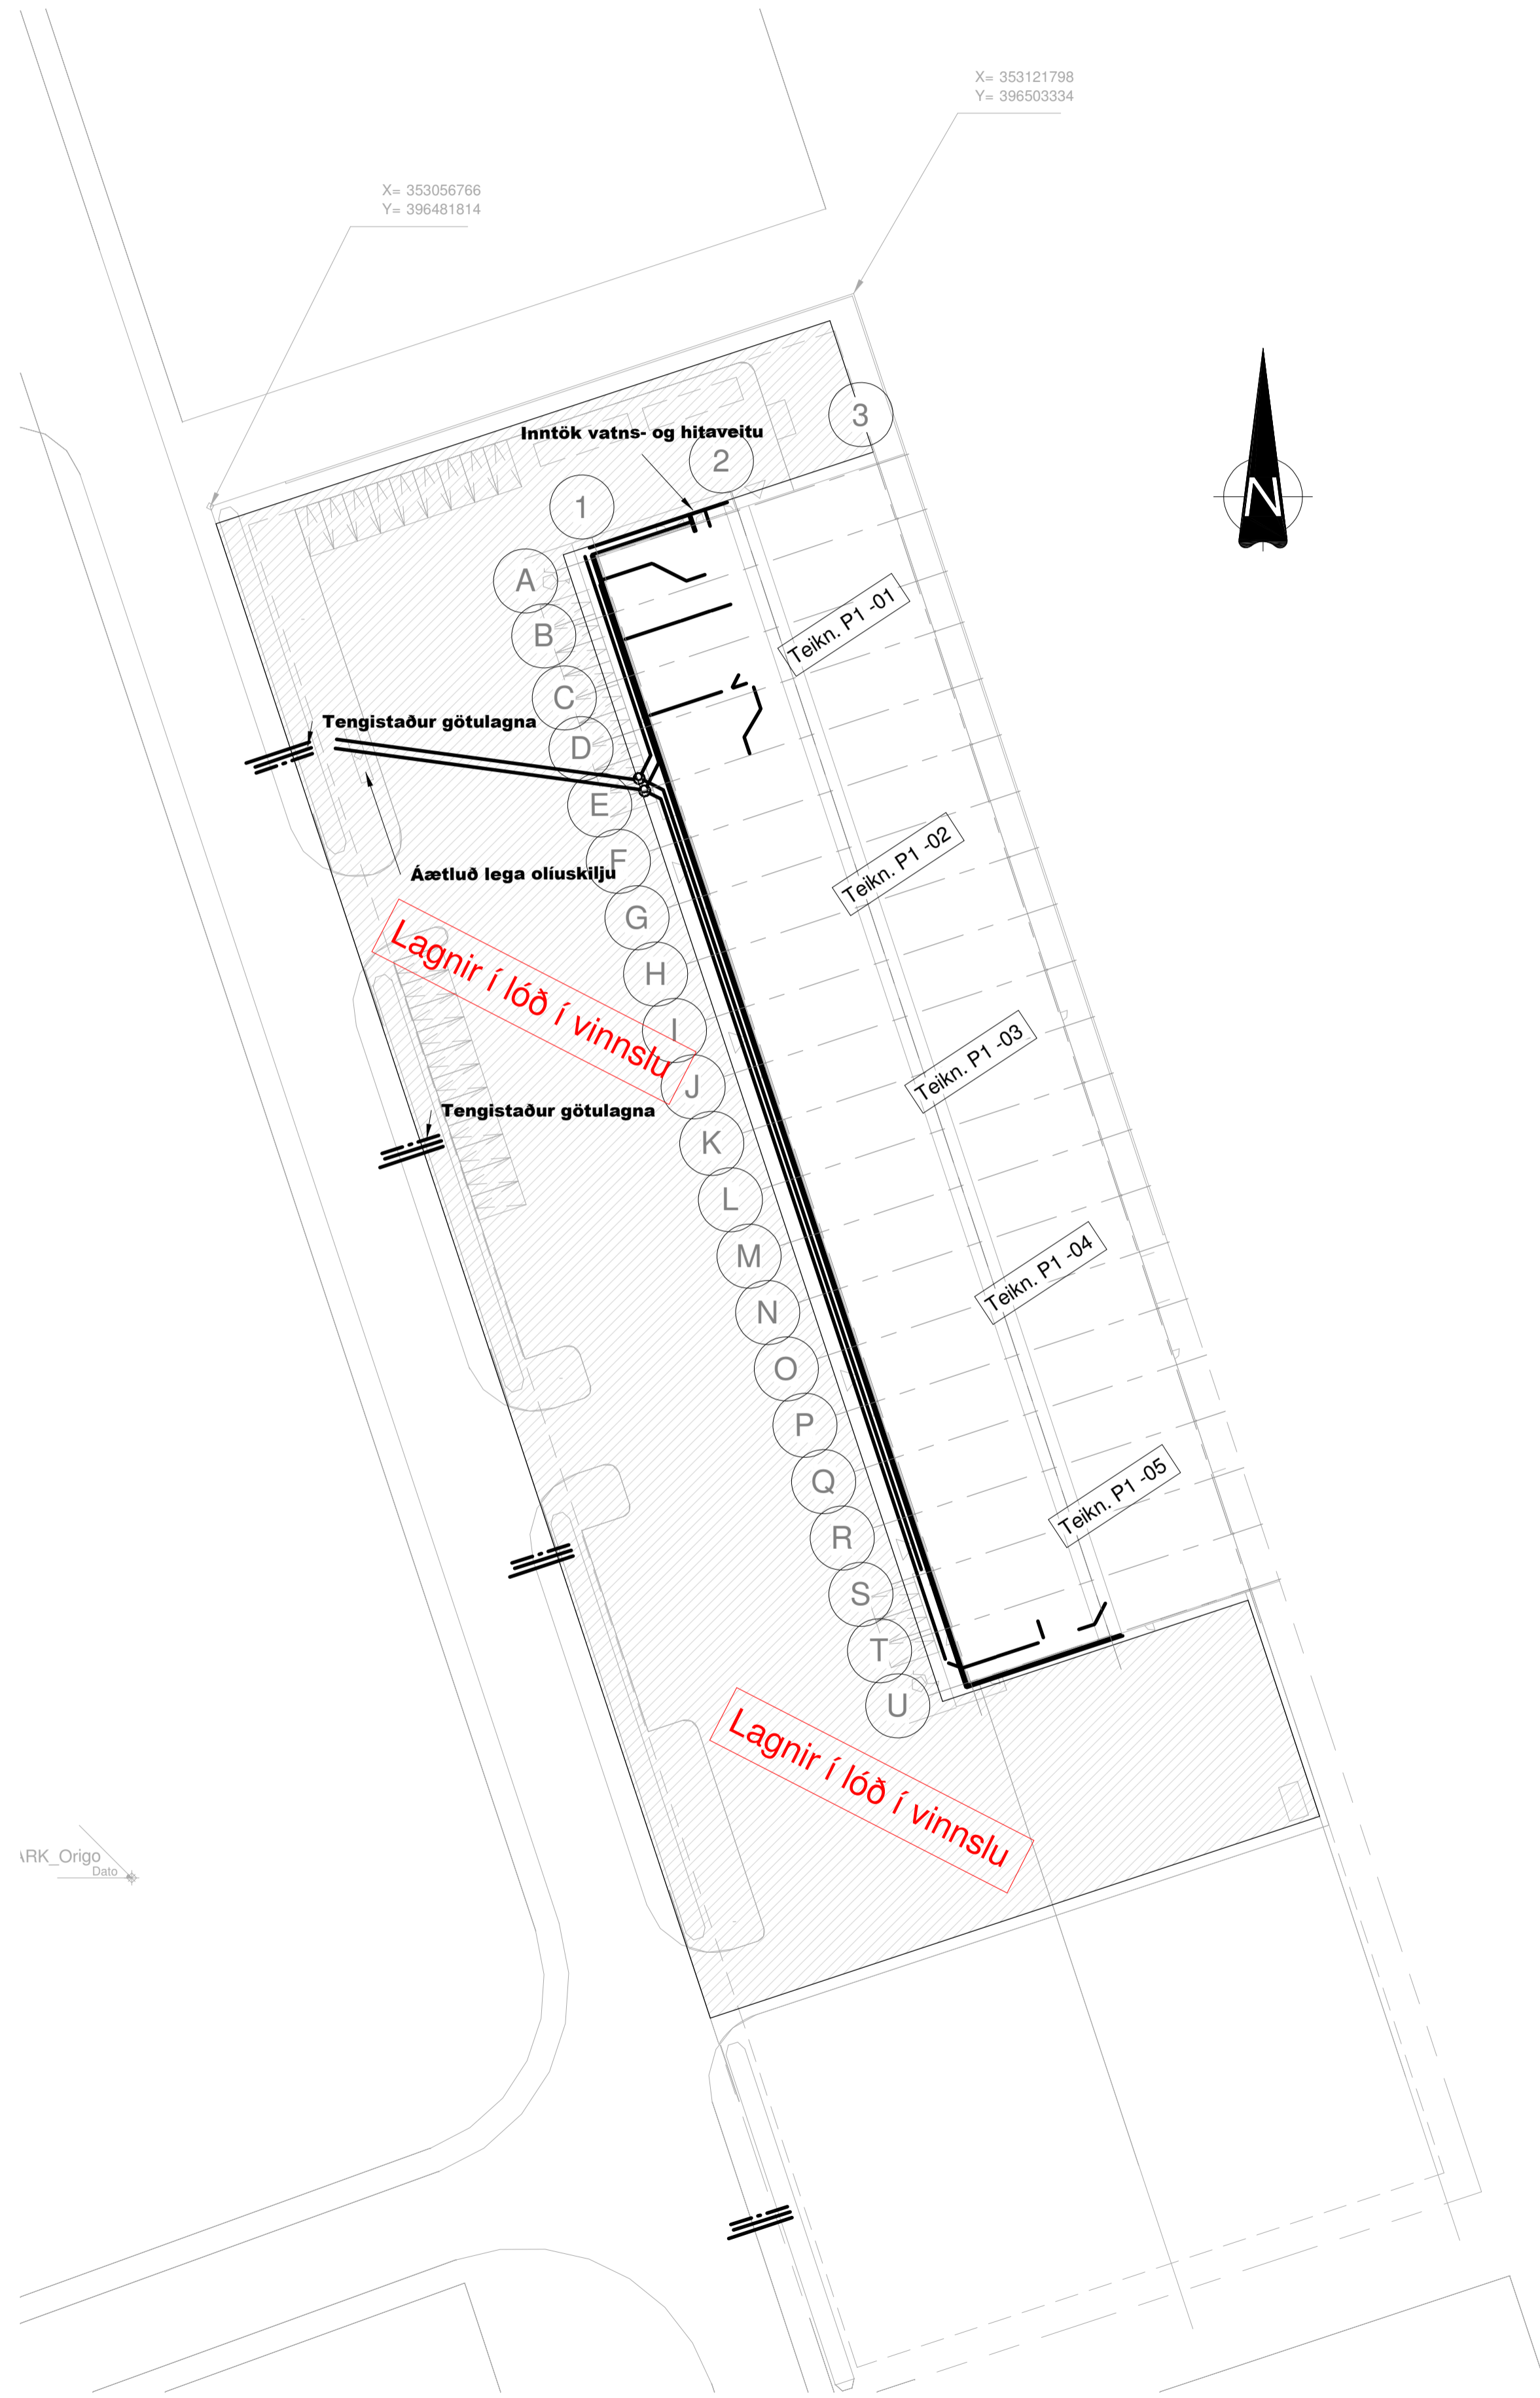 X= 353121798
Y= 396503334
X= 353056766
Y= 396481814
3
Inntök vatns- og hitaveitu
2
1
N
A
Teikn. P1 -01
B
C
Tengistaður götulagna
D
E
Teikn. P1 -02
F
Áætluð lega olíuskilju
G
Lagnir í lóð í vinnslu
H
I
Teikn. P1 -03
J
Tengistaður götulagna
K
L
M
Teikn. P1 -04
N
O
P
Q
Teikn. P1 -05
R
S
T
U
Lagnir í lóð í vinnslu
RK_Origo
Dato